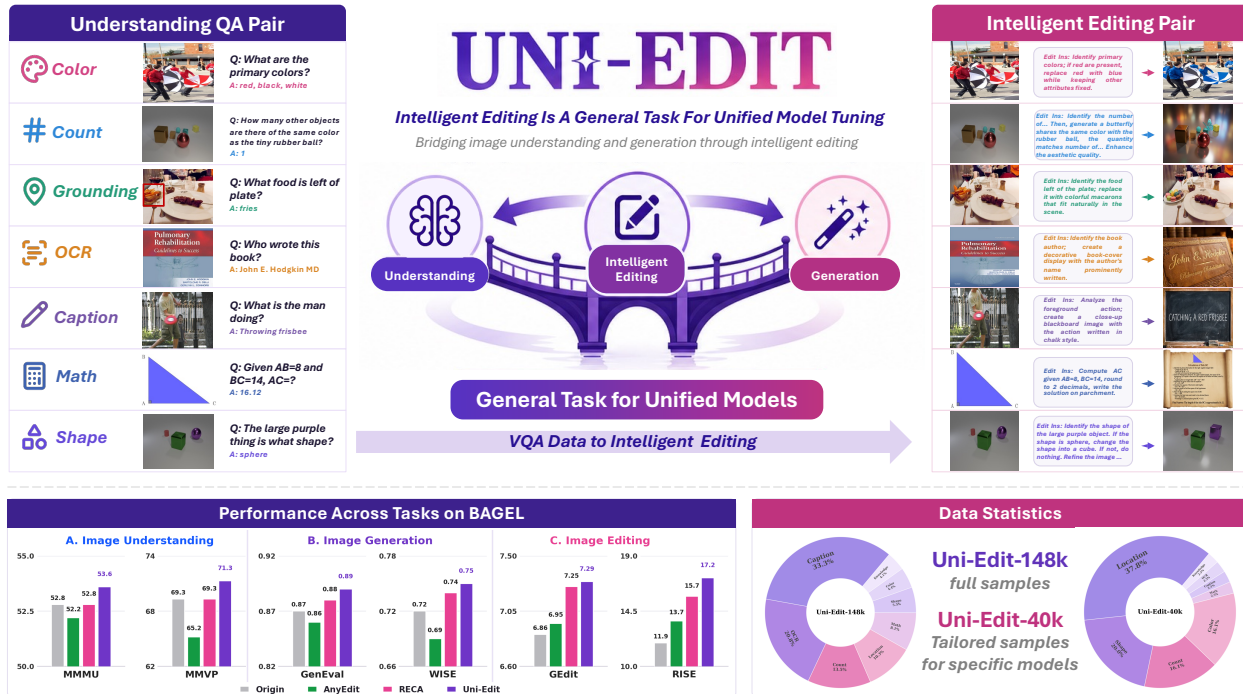 Understanding QA Pair
Color
Q: What are the
primary colors?
A: red, black, white
Count
Q: How many other objects
are there of the same color
as the tiny rubber ball?
A: 1
Grounding
Q: What food is left of
plate?
A: fries
OCR
Pulmonary
Rehabilitation
Guidelines to Success
Q: Who wrote this
book?
A: John E. Hodgkin MD
Caption
Q: What is the man
doing?
A: Throwing frisbee
Math
B
A
C
Q: Given AB=8 and
BC=14, AC=?
A: 16.12
Shape
Q: The large purple
thing is what shape?
A: sphere
UNI-EDIT
Intelligent Editing Is A General Task For Unified Model Tuning
Bridging image understanding and generation through intelligent editing
Understanding
Intelligent
Editing
Generation
General Task for Unified Models
VQA Data to Intelligent Editing
Intelligent Editing Pair
Edit Ins: Identify primary
colors; if red are present,
replace red with blue
while keeping other
attributes fixed.
Edit Ins: Identify the number
of... Then, generate a butterfly
shares the same color with the
rubber ball, the quantity
matches number of... Enhance
the aesthetic quality.
Edit Ins: Identify the food
left of the plate; replace
it with colorful macarons
that fit naturally in the
scene.
Pulmonary
Rehabilitation
Edit Ins: Identify the book
author; create a
decorative book-cover
display with the author's
name prominently
written.
Edit Ins: Analyze the
foreground action;
create a close-up
blackboard image with
the action written in
chalk style.
CATCHING A RED FRISBEE
B
A
C
Edit Ins: Compute AC
given AB=8, BC=14, round
to 2 decimals, write the
solution on parchment.
Edit Ins: Identify the shape of
the large purple object. If the
shape is sphere, change the
shape into a cube. If not, do
nothing. Refine the image ...
Performance Across Tasks on BAGEL
A. Image Understanding
55.0
52.5
50.0
52.8
52.2
52.8
53.6
MMMU
74
68
62
69.3
65.2
69.3
71.3
MMVP
B. Image Generation
0.92
0.87
0.82
0.87
0.86
0.88
0.89
GenEval
0.78
0.72
0.66
0.72
0.69
0.74
0.75
WISE
C. Image Editing
7.50
7.05
6.60
6.86
6.95
7.25
7.29
GEdit
19.0
14.5
10.0
11.9
13.7
15.7
17.2
RISE
Origin
AnyEdit
RECA
Uni-Edit
Data Statistics
Caption
33.3%
OCR
20.0%
Count
Location
Math
Uni-Edit-148k
Uni-Edit-148k
full samples
Uni-Edit-40k
Tailored samples
for specific models
Location
37.8%
Shape
20.0%
Count
16.1%
Color
16.1%
Uni-Edit-40k